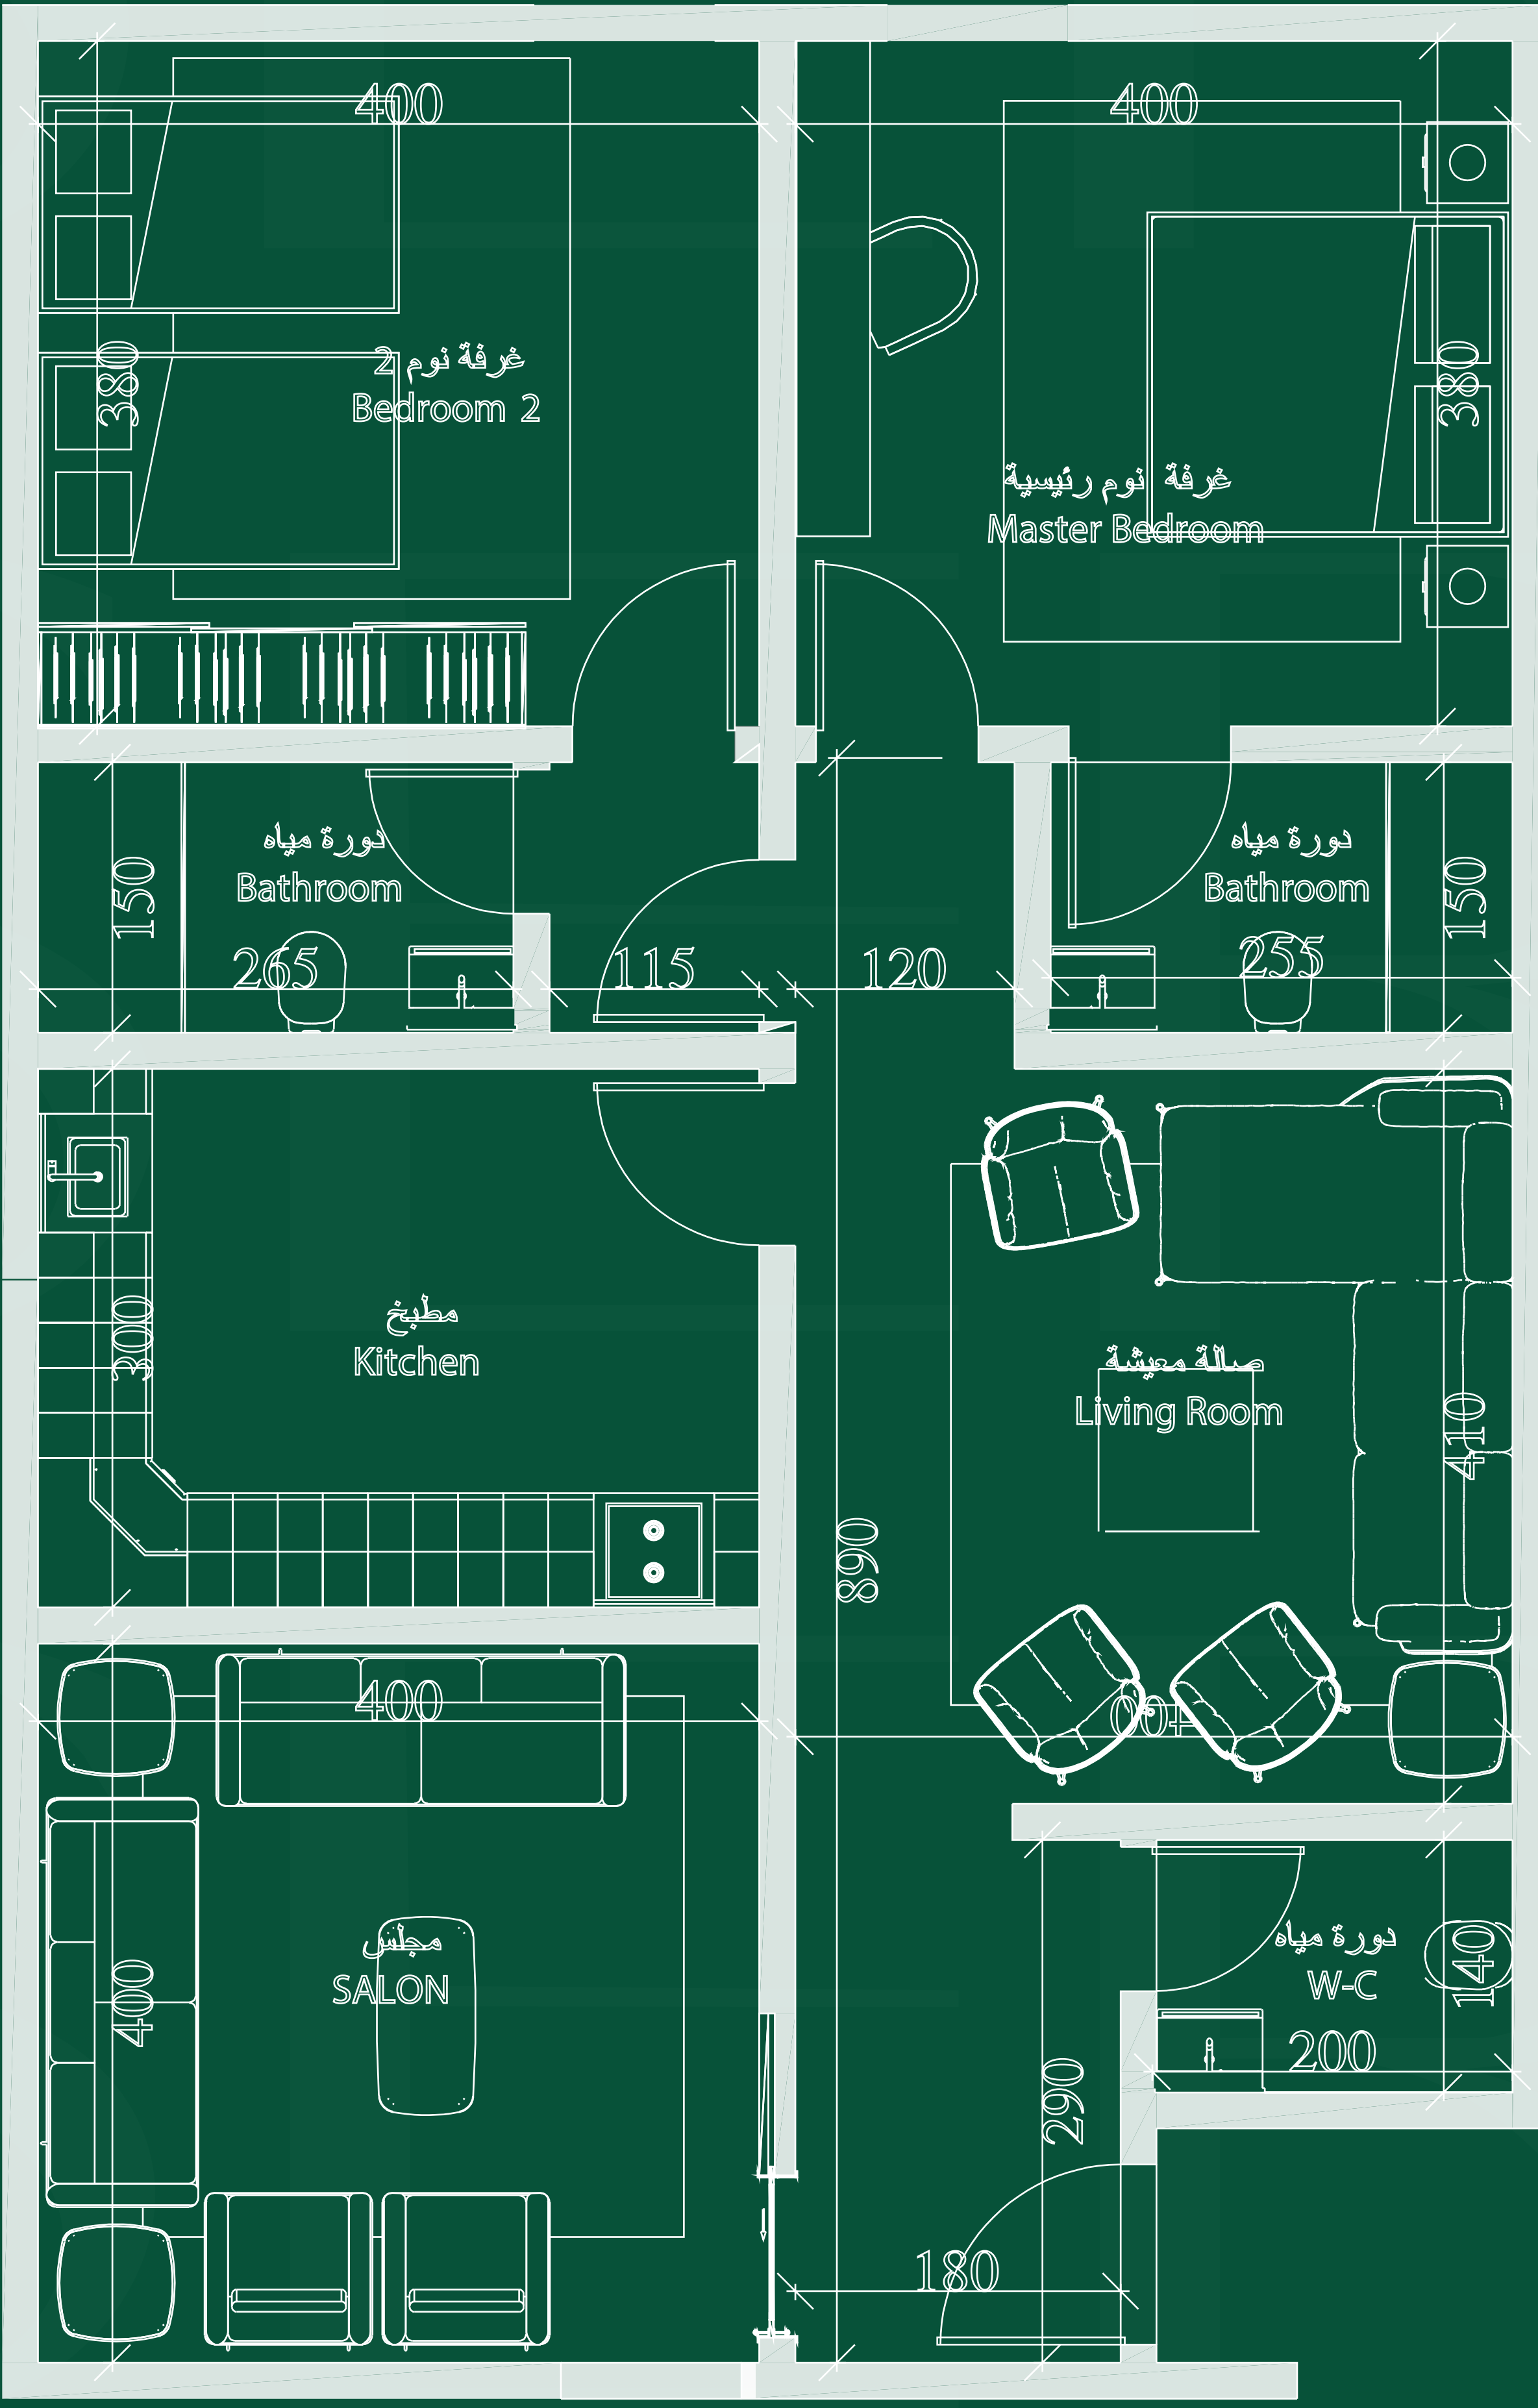 400
400
380
غرفة نوم 2
Bedroom 2
380
غرفة نوم رئيسية
Master Bedroom
150
دورة مياه
Bathroom
265
115
120
دورة مياه
Bathroom
255
150
300
مطبخ
Kitchen
صالة معيشة
Living Room
410
890
400
400
400
مجلس
SALON
دورة مياه
W-C
140
200
290
180